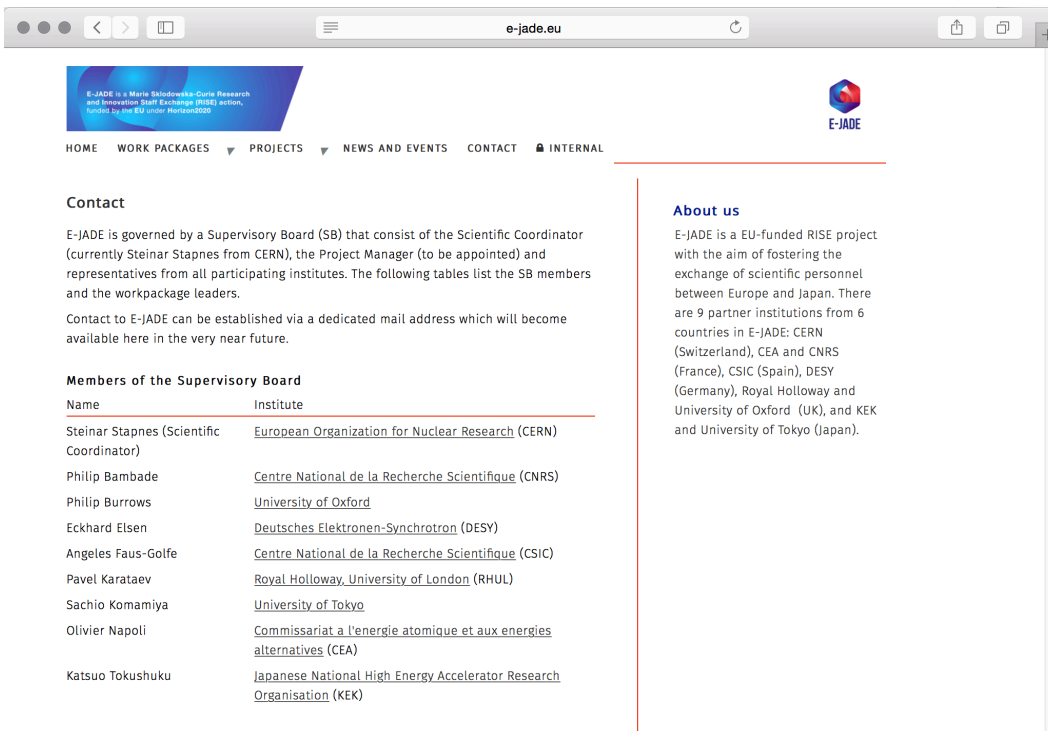 e-jade.eu
E-JADE is a Marie Sklodowska-Curie Research
and Innovation Staff Exchange (RISE) action,
funded by the EU under Horizon2020
E-JADE
HOME WORK PACKAGES PROJECTS NEWS AND EVENTS CONTACT INTERNAL
Contact
E-JADE is governed by a Supervisory Board (SB) that consist of the Scientific Coordinator
(currently Steinar Stapnes from CERN), the Project Manager (to be appointed) and
representatives from all participating institutes. The following tables list the SB members
and the workpackage leaders.
Contact to E-JADE can be established via a dedicated mail address which will become
available here in the very near future.
Members of the Supervisory Board
Name Institute
Steinar Stapnes (Scientific European Organization for Nuclear Research (CERN)
Coordinator)
Philip Bambade Centre National de la Recherche Scientifique (CNRS)
Philip Burrows University of Oxford
Eckhard Elsen Deutsches Elektronen-Synchrotron (DESY)
Angeles Faus-Golfe Centre National de la Recherche Scientifique (CSIC)
Pavel Karataev Royal Holloway, University of London (RHUL)
Sachio Komamiya University of Tokyo
Olivier Napoli Commissariat a l'energie atomique et aux energies
alternatives (CEA)
Katsuo Tokushuku Japanese National High Energy Accelerator Research
Organisation (KEK)
About us
E-JADE is a EU-funded RISE project
with the aim of fostering the
exchange of scientific personnel
between Europe and Japan. There
are 9 partner institutions from 6
countries in E-JADE: CERN
(Switzerland), CEA and CNRS
(France), CSIC (Spain), DESY
(Germany), Royal Holloway and
University of Oxford (UK), and KEK
and University of Tokyo (Japan).